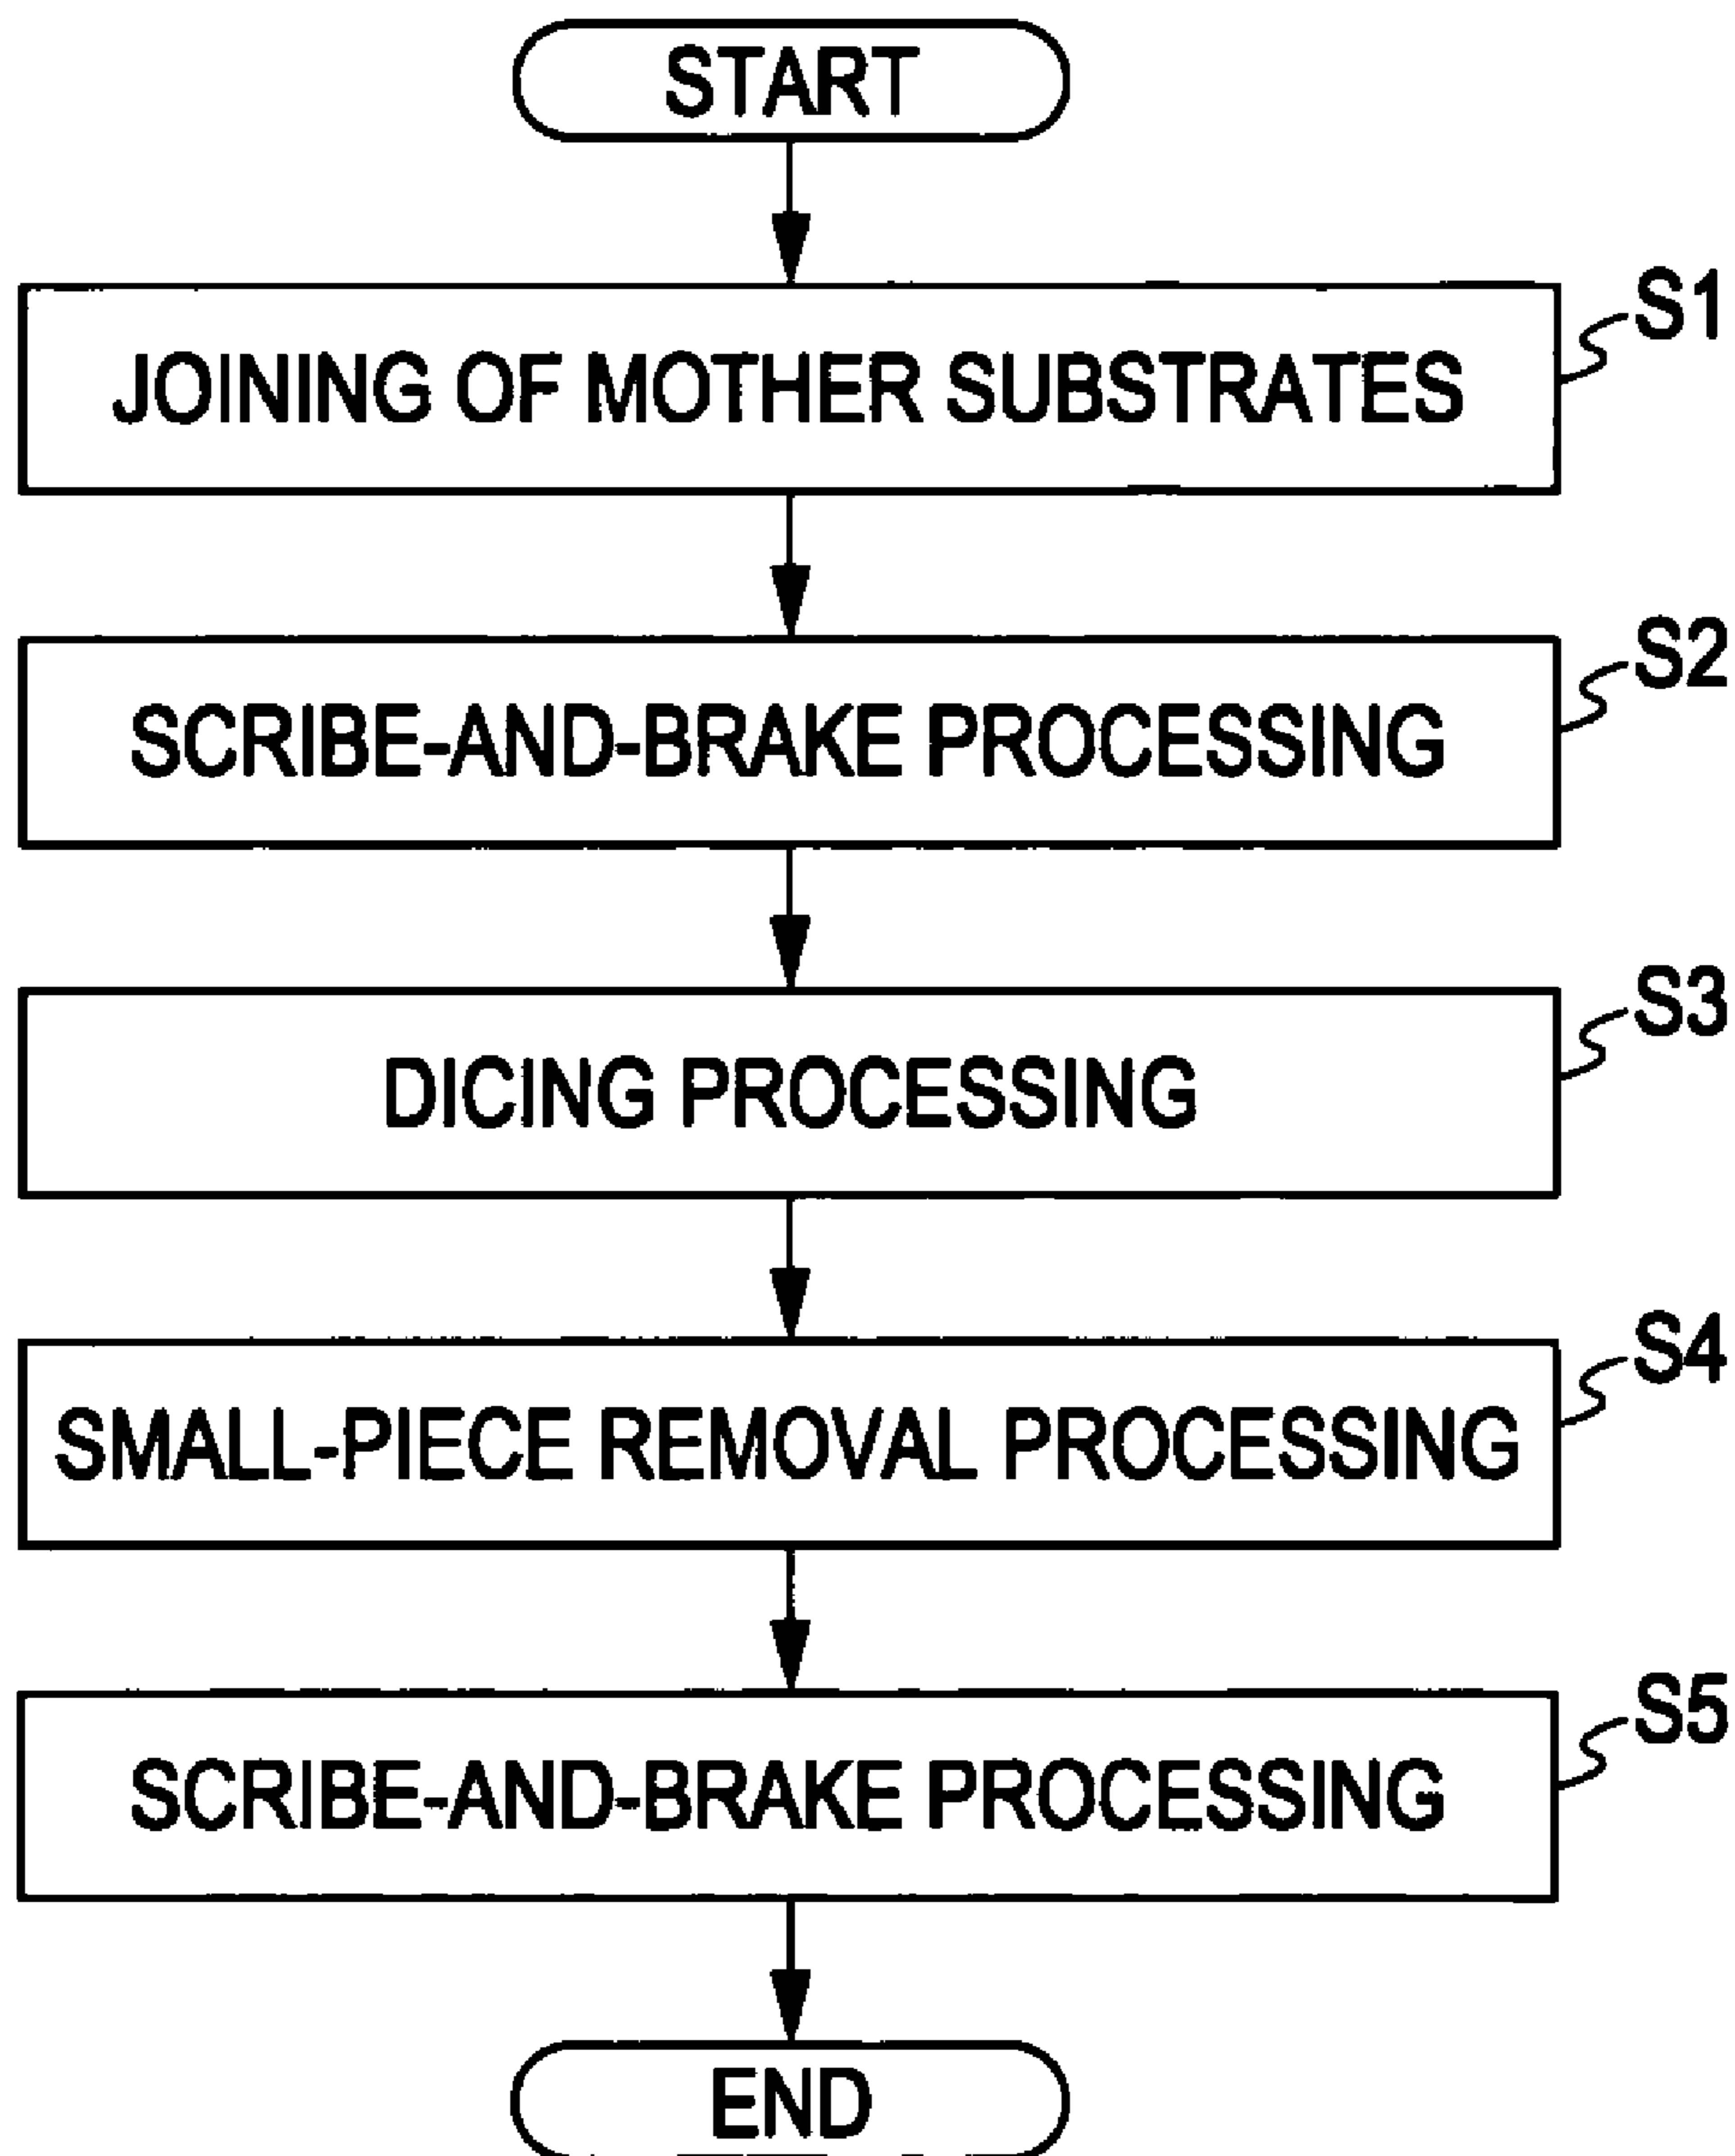 START
S1
JOINING OF MOTHER SUBSTRATES
S2
SCRIBE-AND-BRAKE PROCESSING
S3
DICING PROCESSING
S4
SMALL-PIECE REMOVAL PROCESSING
S5
SCRIBE-AND-BRAKE PROCESSING
END